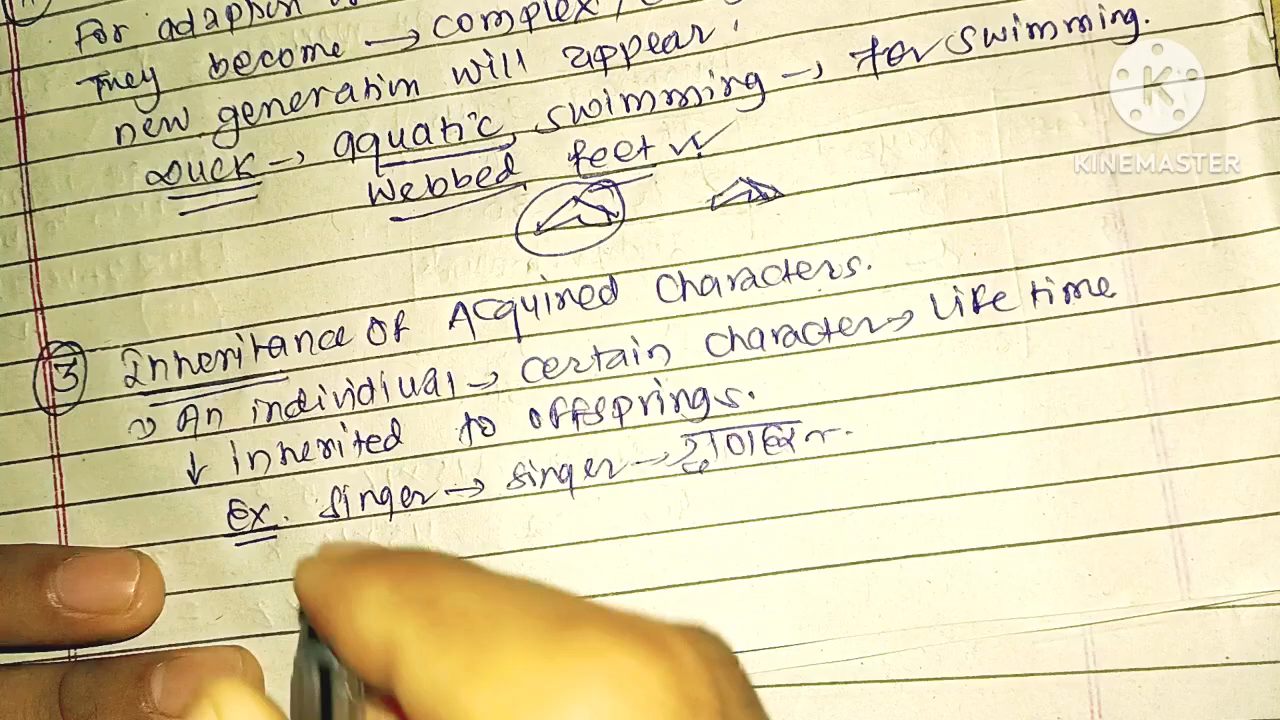 For adaption
They become → complex,
new generation will appear.
Duck → aquatic, swimming → for swimming.
Webbed feet
③ Inheritance of Acquired Characters.
→ An individual → certain character → Life time
↓ inherited to offsprings.
Ex. Singer → singer →
K
KINEMASTER